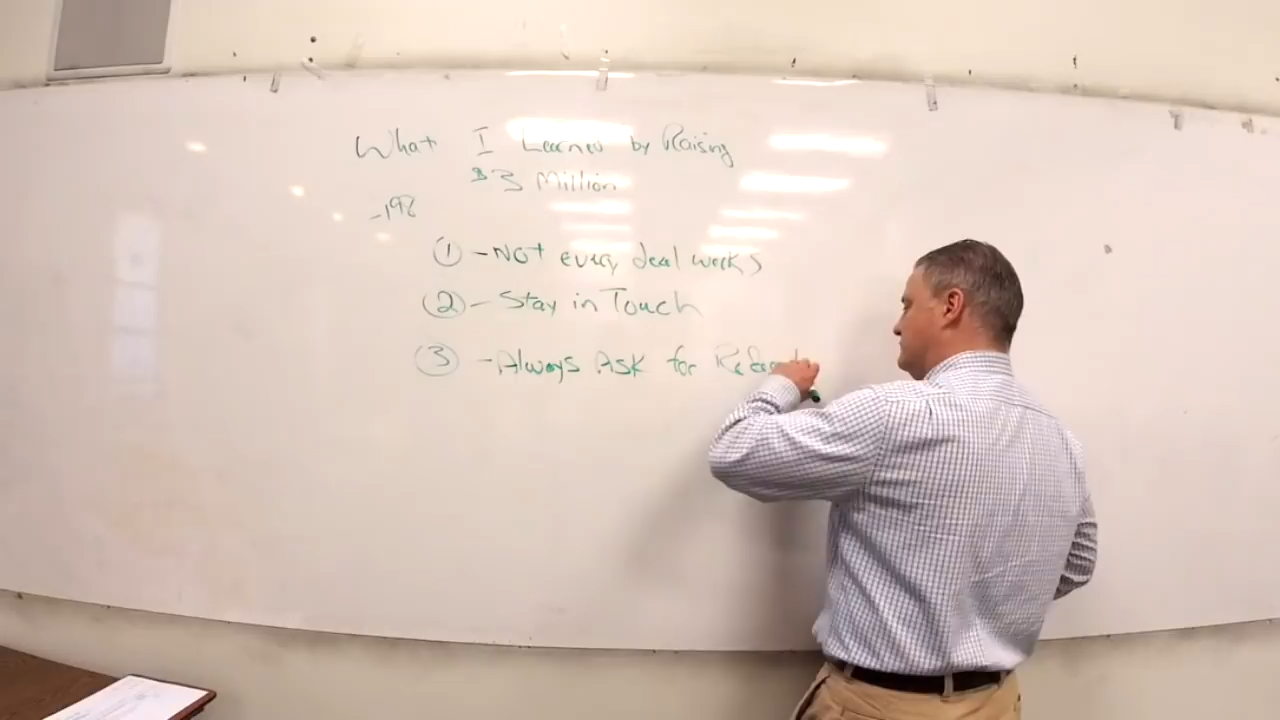 What I Learned by Raising
$3 Million
-198
① - Not every deal works
② - Stay in Touch
③ - Always Ask for